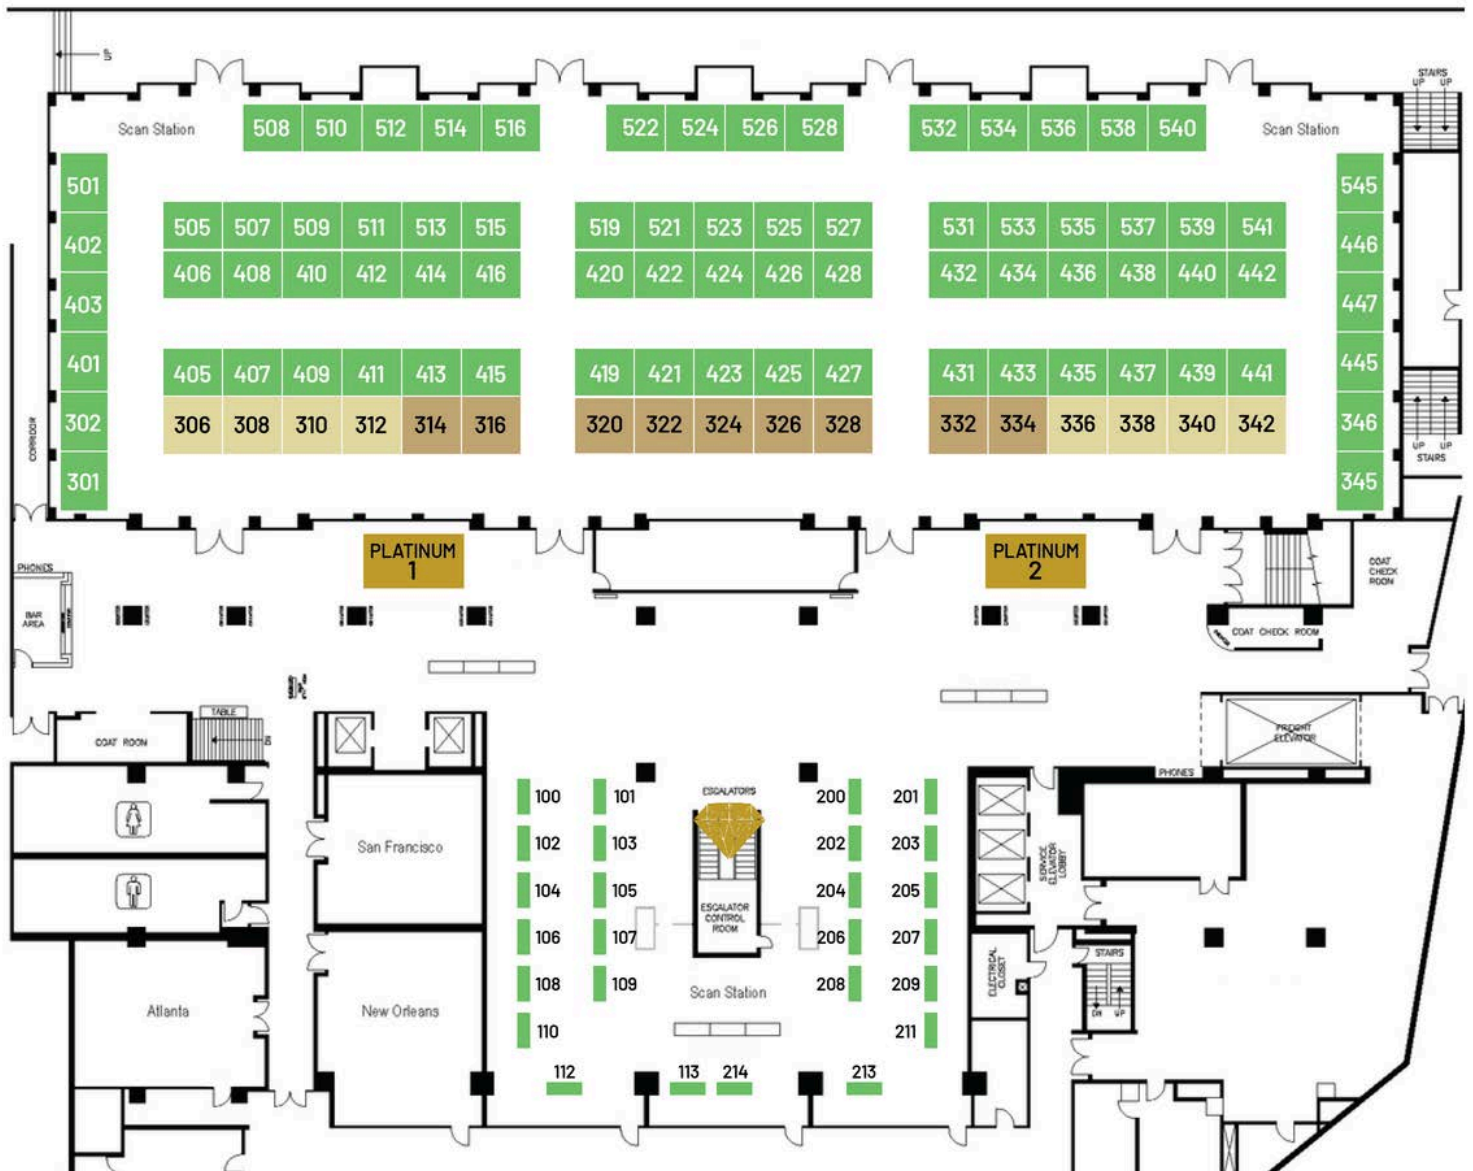 UP
STAIRS
UP UP
Scan Station
508 510 512 514 516
522 524 526 528
532 534 536 538 540
Scan Station
501
545
505 507 509 511 513 515
519 521 523 525 527
531 533 535 537 539 541
402
446
406 408 410 412 414 416
420 422 424 426 428
432 434 436 438 440 442
403
447
401
445
405 407 409 411 413 415
419 421 423 425 427
431 433 435 437 439 441
302
346
306 308 310 312 314 316
320 322 324 326 328
332 334 336 338 340 342
CORRIDOR
UP UP
STAIRS
301
345
PLATINUM
1
PLATINUM
2
PHONES
COAT
CHECK
ROOM
BAR
AREA
COAT CHECK ROOM
TABLE
COAT ROOM
DN
FREIGHT
ELEVATOR
PHONES
100 101
ESCALATORS
200 201
102 103
202 203
San Francisco
SERVICE
ELEVATOR
LOBBY
104 105
204 205
ESCALATOR
CONTROL
ROOM
106 107
206 207
STAIRS
ELECTRICAL
CLOSET
108 109
Scan Station
208 209
Atlanta
New Orleans
DN UP
110
211
112
113 214
213